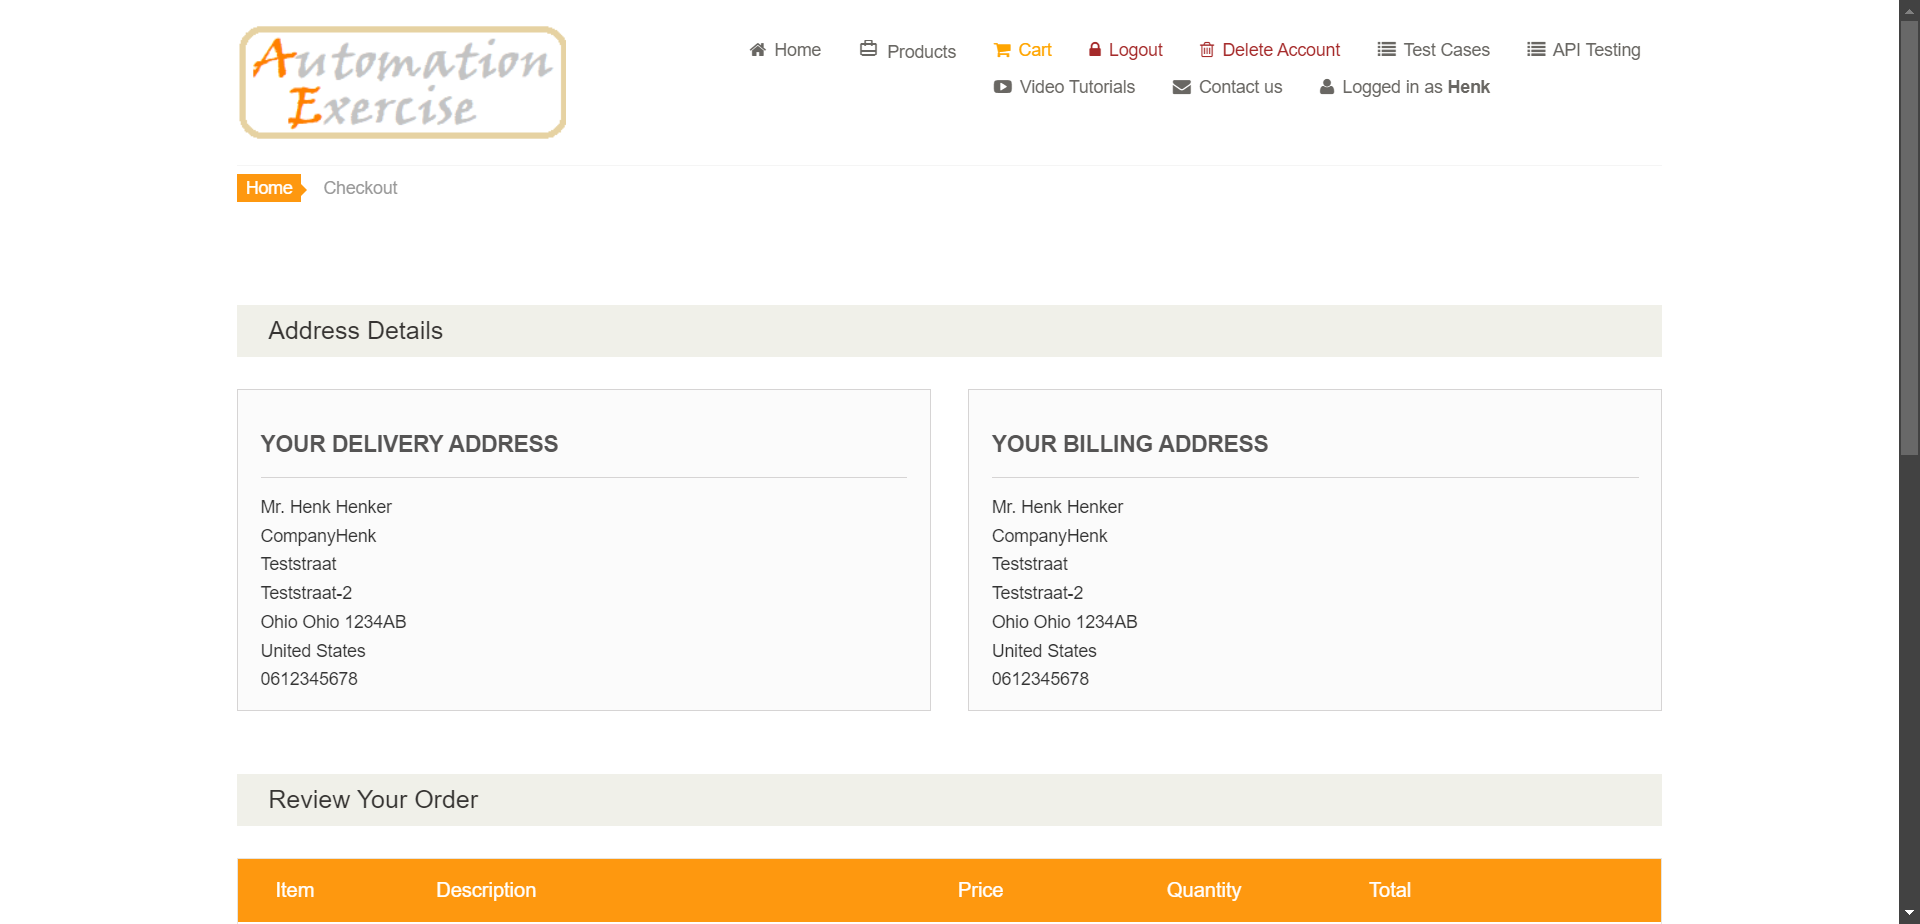 Automation
Exercise
Home
Products
Cart
Logout
Delete Account
Test Cases
API Testing
Video Tutorials
Contact us
Logged in as Henk
Home
Checkout
Address Details
YOUR DELIVERY ADDRESS
Mr. Henk Henker
CompanyHenk
Teststraat
Teststraat-2
Ohio Ohio 1234AB
United States
0612345678
YOUR BILLING ADDRESS
Mr. Henk Henker
CompanyHenk
Teststraat
Teststraat-2
Ohio Ohio 1234AB
United States
0612345678
Review Your Order
Item Description Price Quantity Total